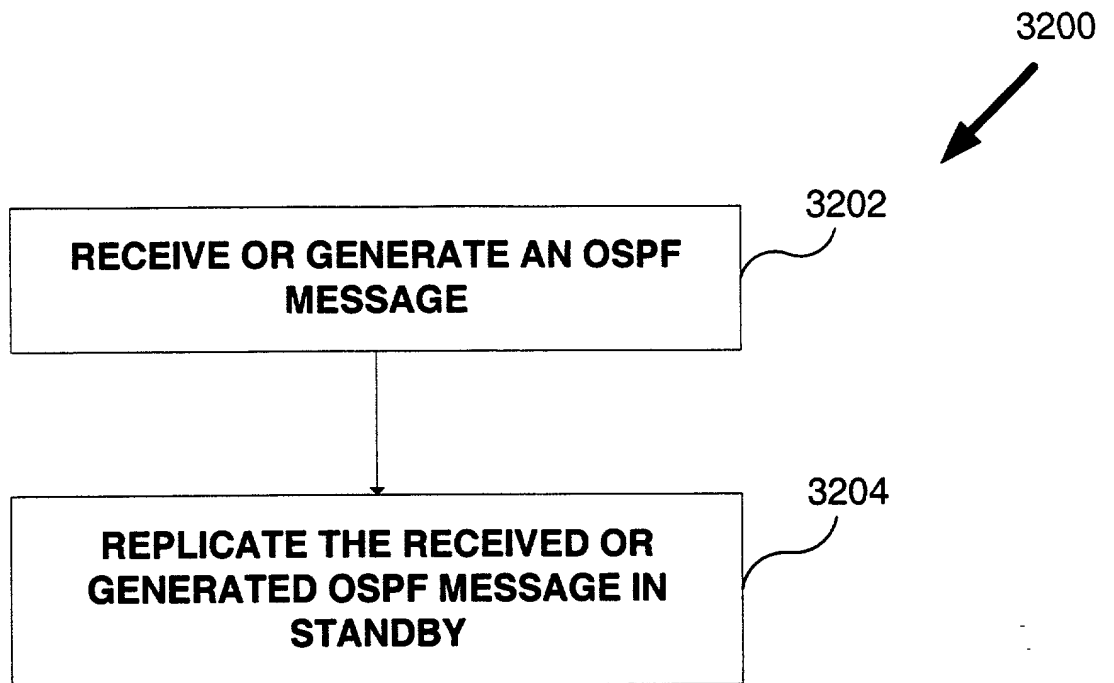 3200
3202
RECEIVE OR GENERATE AN OSPF
MESSAGE
3204
REPLICATE THE RECEIVED OR
GENERATED OSPF MESSAGE IN
STANDBY